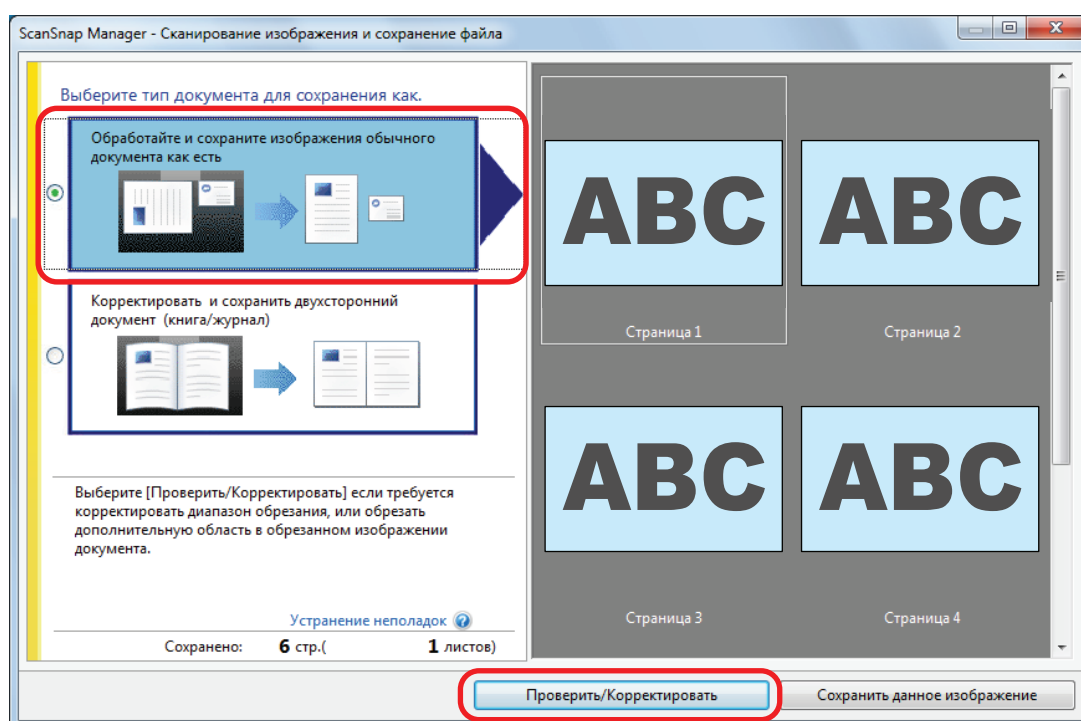 ScanSnap Manager - Сканирование изображения и сохранение файла
Выберите тип документа для сохранения как.
Обработайте и сохраните изображения обычного
документа как есть
Корректировать и сохранить двухсторонний
документ (книга/журнал)
Выберите [Проверить/Корректировать] если требуется
корректировать диапазон обрезания, или обрезать
дополнительную область в обрезанном изображении
документа.
Устранение неполадок
Сохранено: 6 стр.( 1 листов)
ABC
ABC
Страница 1
Страница 2
ABC
ABC
Страница 3
Страница 4
Проверить/Корректировать
Сохранить данное изображение